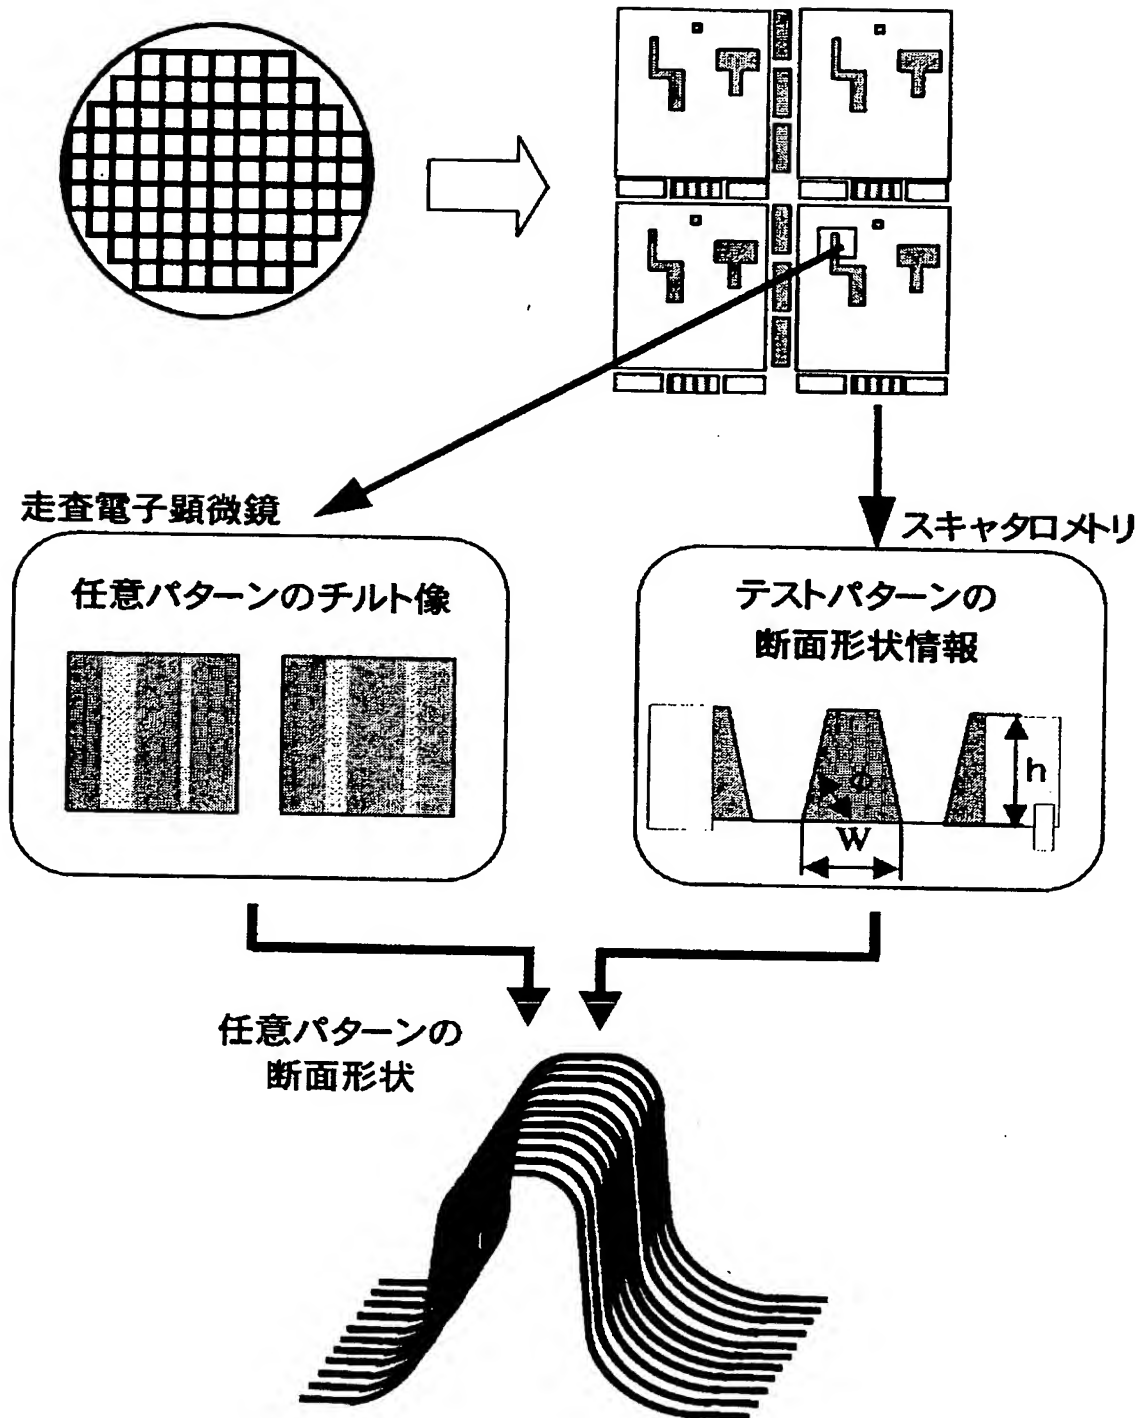 走査電子顕微鏡
任意パターンのチルト像
スキャタロメトリ
テストパターンの
断面形状情報
h
Φ
W
任意パターンの
断面形状